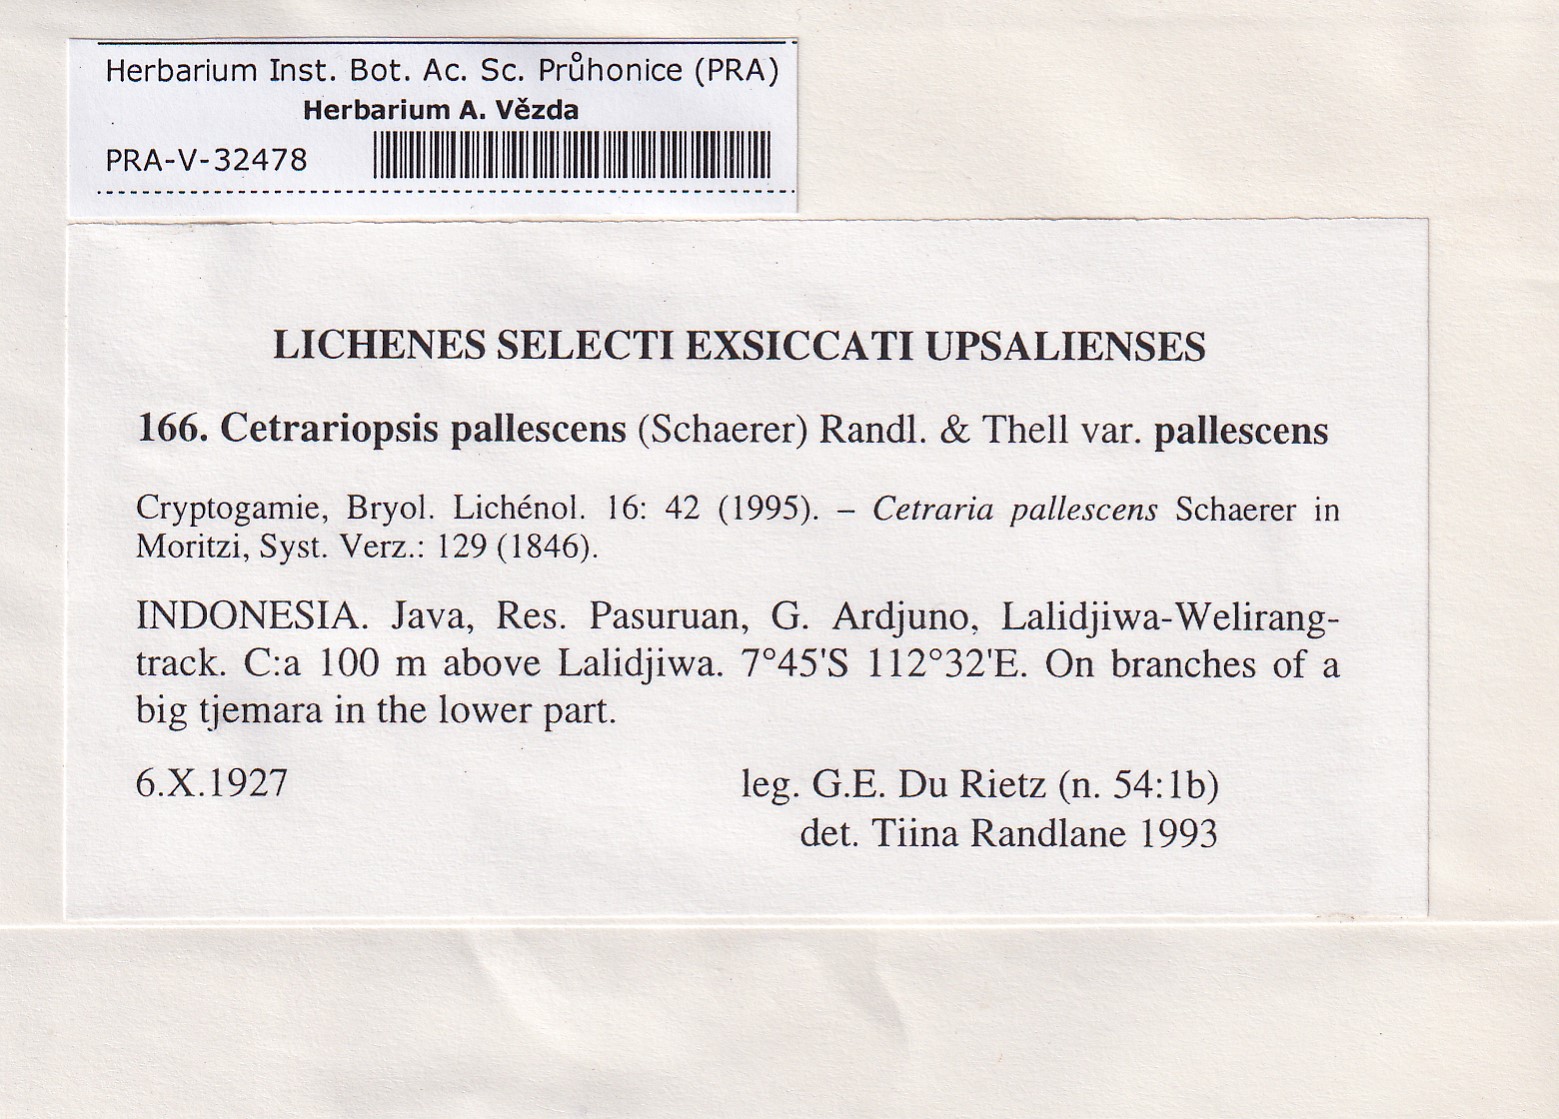 Herbarium Inst. Bot. Ac. Sc. Průhonice (PRA)
Herbarium A. Vězda
PRA-V-32478
LICHENES SELECTI EXSICCATI UPSALIENSES
166. Cetrariopsis pallescens (Schaerer) Randl. & Thell var. pallescens
Cryptogamie, Bryol. Lichénol. 16: 42 (1995). – Cetraria pallescens Schaerer in
Moritzi, Syst. Verz.: 129 (1846).
INDONESIA. Java, Res. Pasuruan, G. Ardjuno, Lalidjiwa-Welirang-
track. C:a 100 m above Lalidjiwa. 7°45'S 112°32'E. On branches of a
big tjemara in the lower part.
6.X.1927 leg. G.E. Du Rietz (n. 54:1b)
det. Tiina Randlane 1993